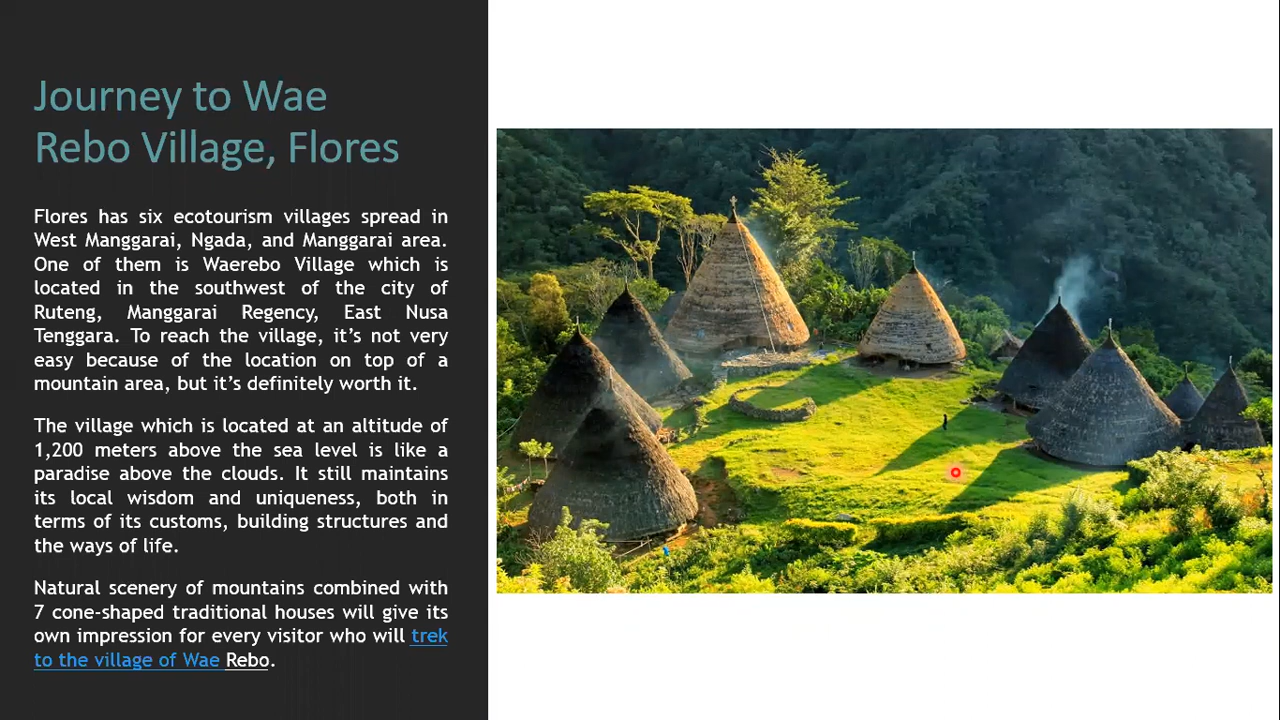 Journey to Wae
Rebo Village, Flores
Flores has six ecotourism villages spread in
West Manggarai, Ngada, and Manggarai area.
One of them is Waerebo Village which is
located in the southwest of the city of
Ruteng, Manggarai Regency, East Nusa
Tenggara. To reach the village, it’s not very
easy because of the location on top of a
mountain area, but it’s definitely worth it.
The village which is located at an altitude of
1,200 meters above the sea level is like a
paradise above the clouds. It still maintains
its local wisdom and uniqueness, both in
terms of its customs, building structures and
the ways of life.
Natural scenery of mountains combined with
7 cone-shaped traditional houses will give its
own impression for every visitor who will trek
to the village of Wae Rebo.